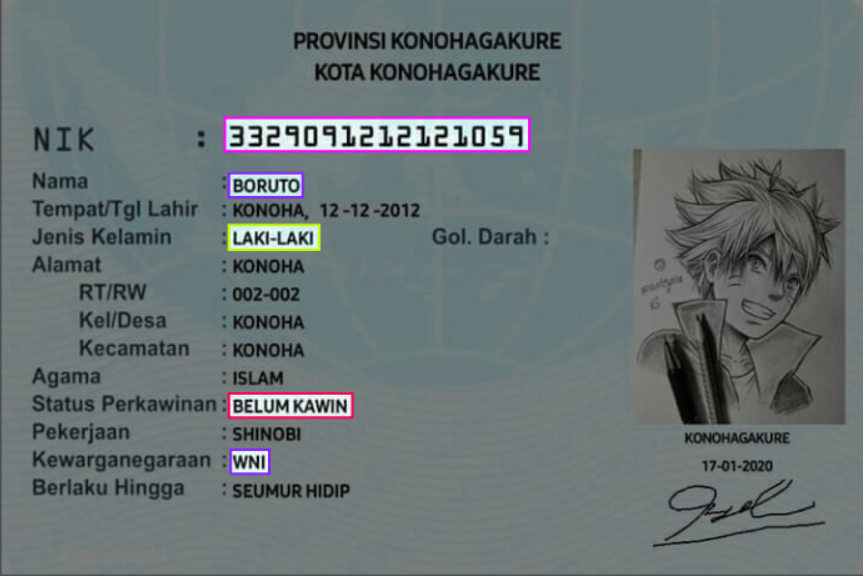 PROVINSI KONOHAGAKURE
KOTA KONOHAGAKURE
NIK : 3329091212121059
Nama : BORUTO
Tempat/Tgl Lahir : KONOHA, 12 -12 -2012
Jenis Kelamin : LAKI-LAKI Gol. Darah :
Alamat : KONOHA
RT/RW : 002-002
Kel/Desa : KONOHA
Kecamatan : KONOHA
Agama : ISLAM
Status Perkawinan : BELUM KAWIN
Pekerjaan : SHINOBI
Kewarganegaraan : WNI
Berlaku Hingga : SEUMUR HIDIP
KONOHAGAKURE
17-01-2020